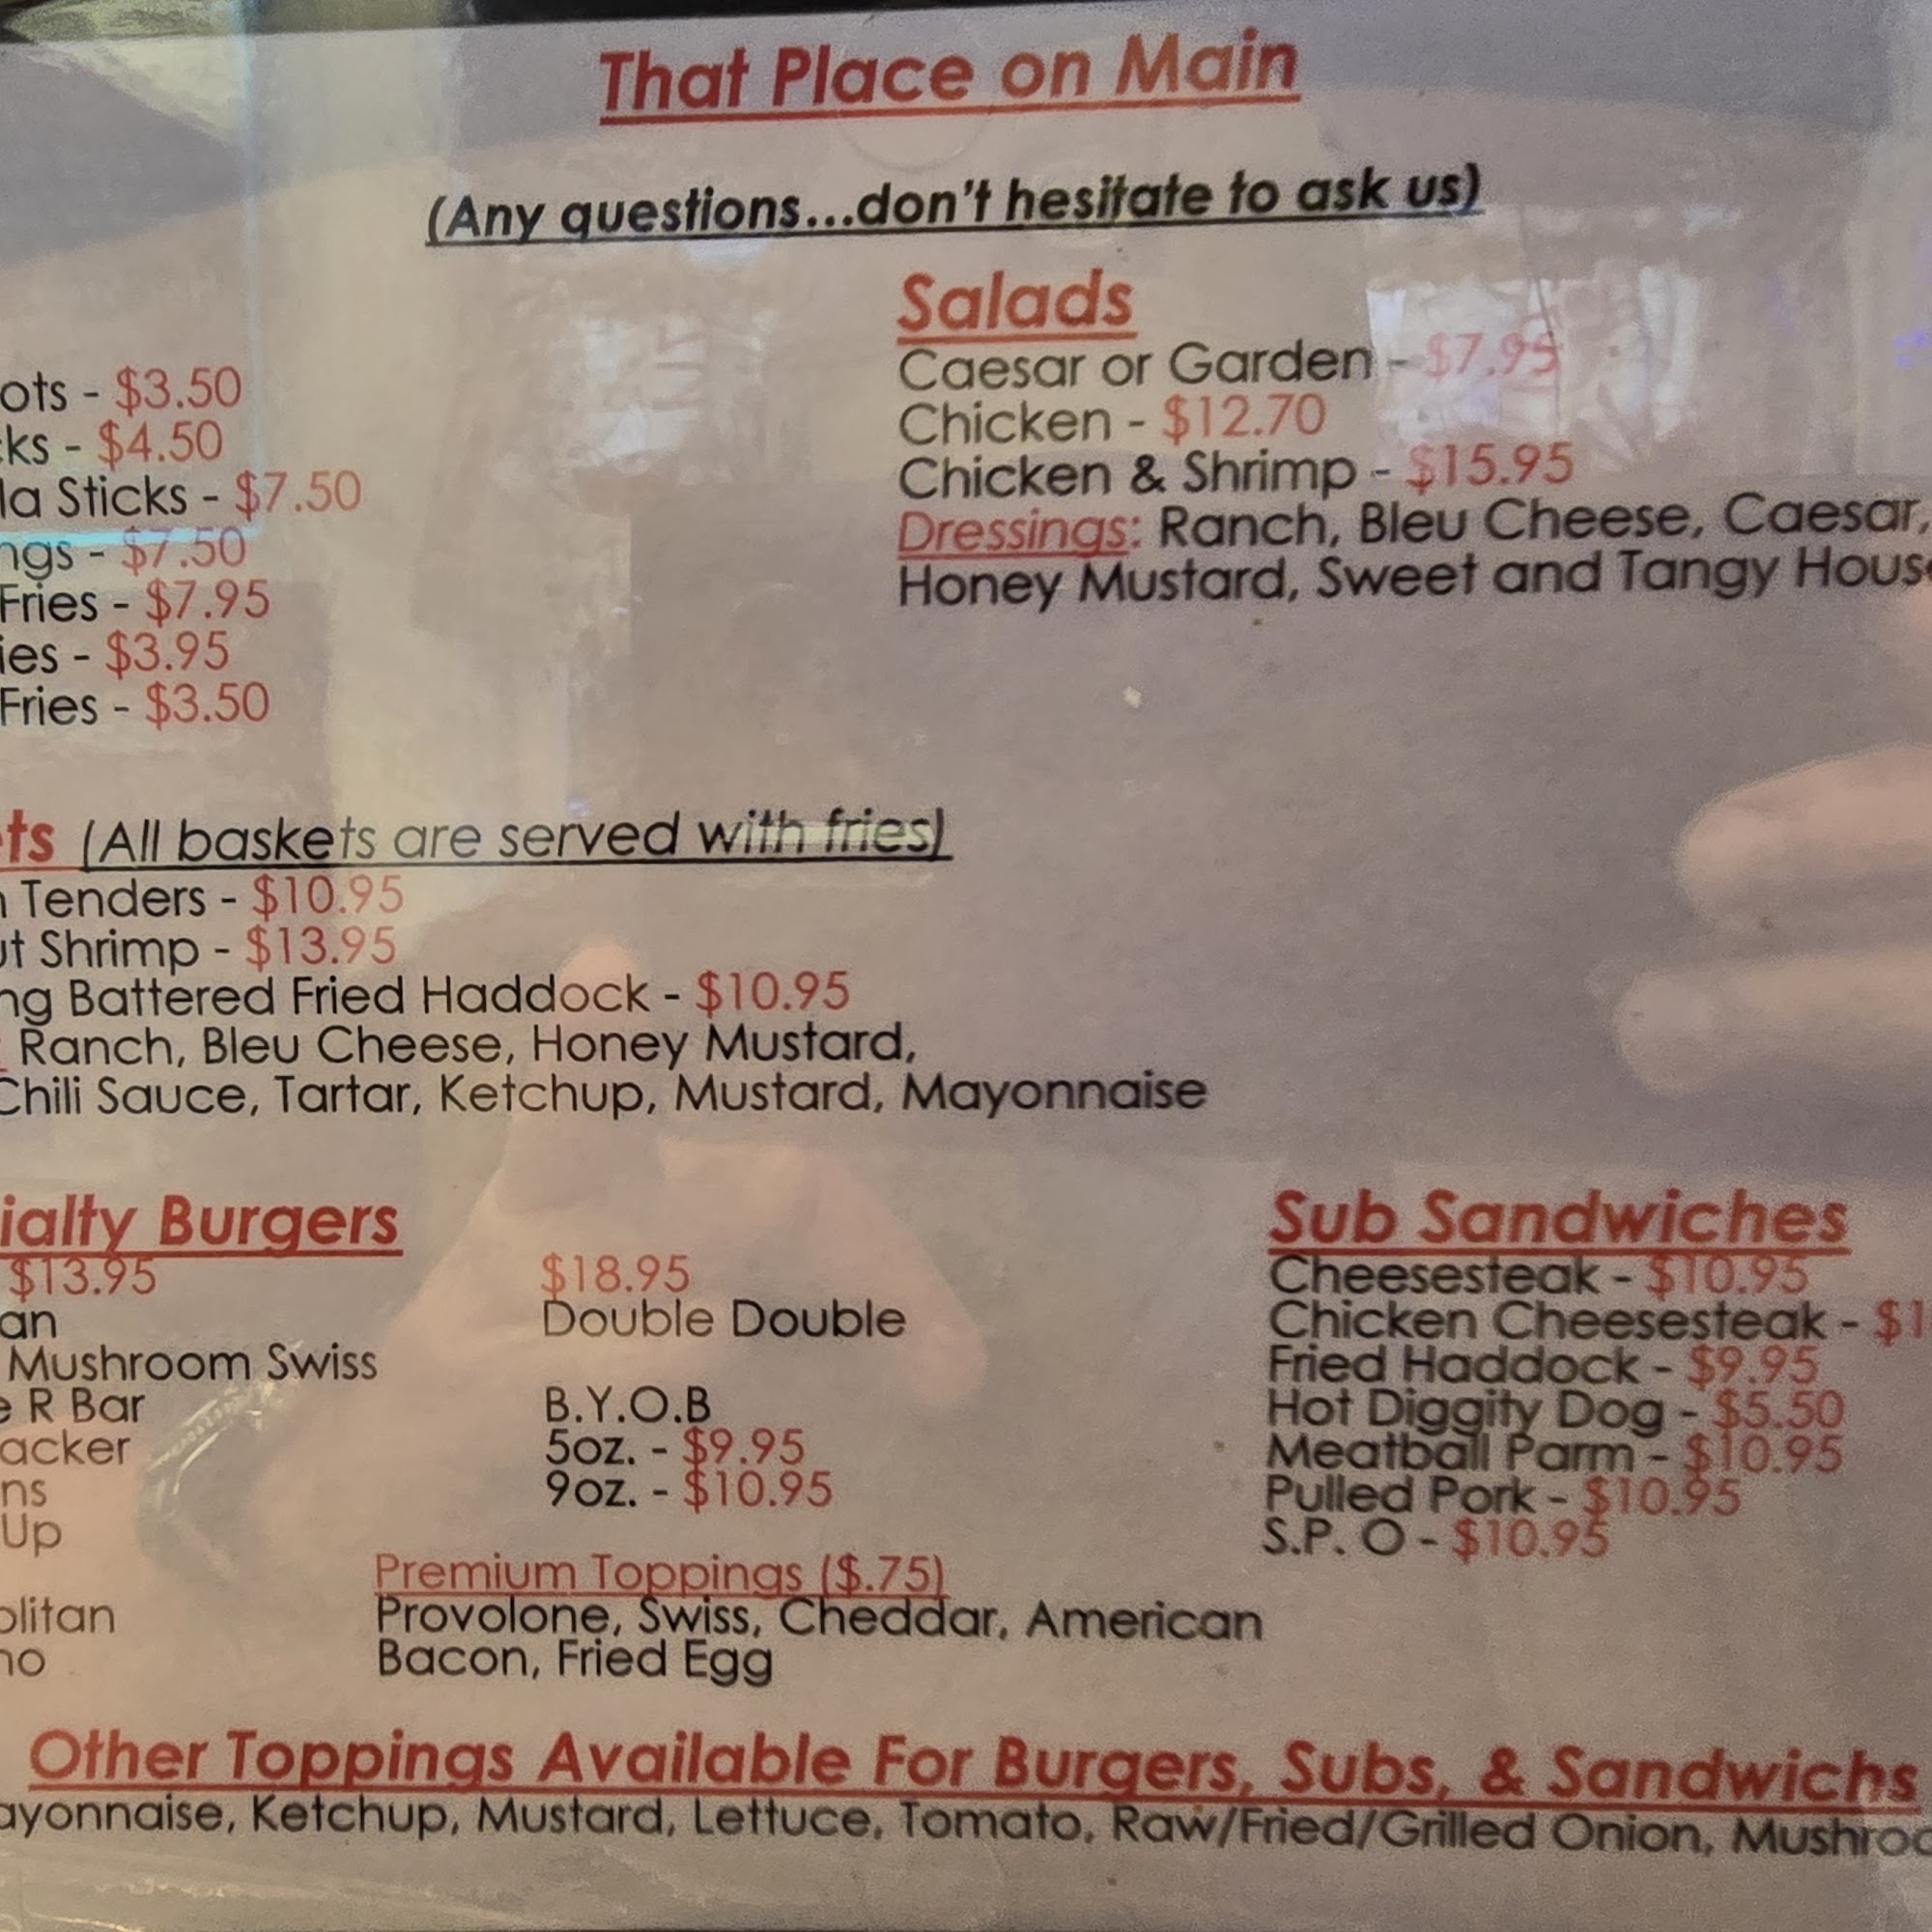 That Place on Main
(Any questions...don't hesitate to ask us)
Salads
Caesar or Garden - $7.95
Chicken - $12.70
Chicken & Shrimp - $15.95
Dressings: Ranch, Bleu Cheese, Caesar,
Honey Mustard, Sweet and Tangy House
ots - $3.50
ks - $4.50
la Sticks - $7.50
ngs - $7.50
Fries - $7.95
ies - $3.95
Fries - $3.50
ts (All baskets are served with fries)
Tenders - $10.95
ut Shrimp - $13.95
ng Battered Fried Haddock - $10.95
Ranch, Bleu Cheese, Honey Mustard,
Chili Sauce, Tartar, Ketchup, Mustard, Mayonnaise
ialty Burgers
$13.95
an
Mushroom Swiss
e R Bar
acker
ns
Up
olitan
no
$18.95
Double Double
B.Y.O.B
5oz. - $9.95
9oz. - $10.95
Premium Toppings ($.75)
Provolone, Swiss, Cheddar, American
Bacon, Fried Egg
Sub Sandwiches
Cheesesteak - $10.95
Chicken Cheesesteak - $1
Fried Haddock - $9.95
Hot Diggity Dog - $5.50
Meatball Parm - $10.95
Pulled Pork - $10.95
S.P. O - $10.95
Other Toppings Available For Burgers, Subs, & Sandwichs
ayonnaise, Ketchup, Mustard, Lettuce, Tomato, Raw/Fried/Grilled Onion, Mushroo